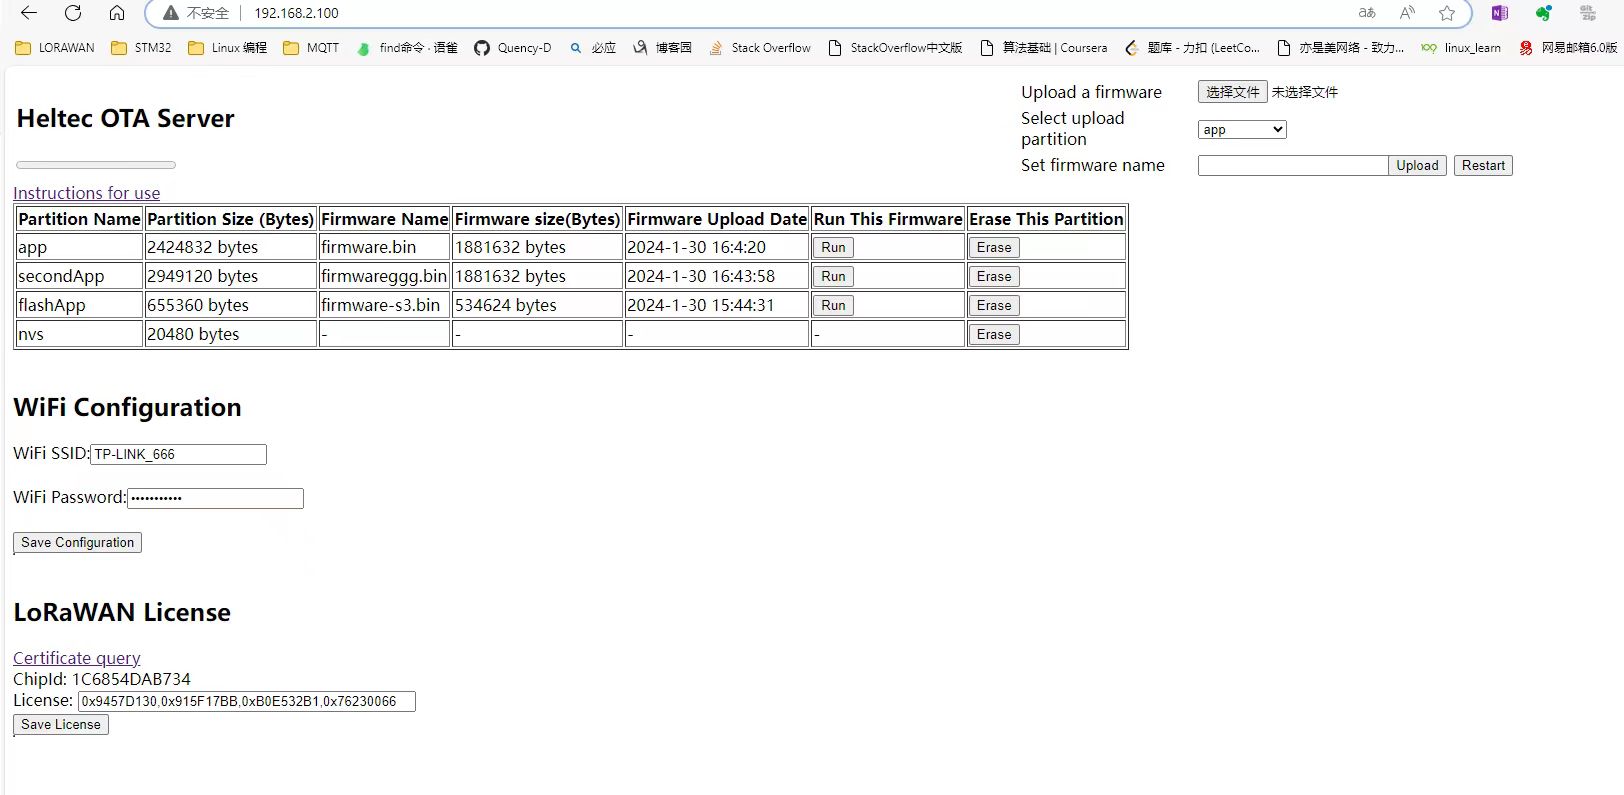 不安全 192.168.2.100 aあ A
LORAWAN STM32 Linux 编程 MQTT find命令 · 语雀 Quency-D 必应 博客园 Stack Overflow StackOverflow中文版 算法基础 | Coursera 题库 - 力扣 (LeetCo... 亦是美网络 - 致力... linux_learn 网易邮箱6.0版
Heltec OTA Server
Upload a firmware 选择文件 未选择文件
Select upload partition app
Set firmware name Upload Restart
Instructions for use
Partition Name Partition Size (Bytes) Firmware Name Firmware size(Bytes) Firmware Upload Date Run This Firmware Erase This Partition
app 2424832 bytes firmware.bin 1881632 bytes 2024-1-30 16:4:20 Run Erase
secondApp 2949120 bytes firmwareggg.bin 1881632 bytes 2024-1-30 16:43:58 Run Erase
flashApp 655360 bytes firmware-s3.bin 534624 bytes 2024-1-30 15:44:31 Run Erase
nvs 20480 bytes - - - - Erase
WiFi Configuration
WiFi SSID: TP-LINK_666
WiFi Password: •••••••••••
Save Configuration
LoRaWAN License
Certificate query
ChipId: 1C6854DAB734
License: 0x9457D130,0x915F17BB,0xB0E532B1,0x76230066
Save License